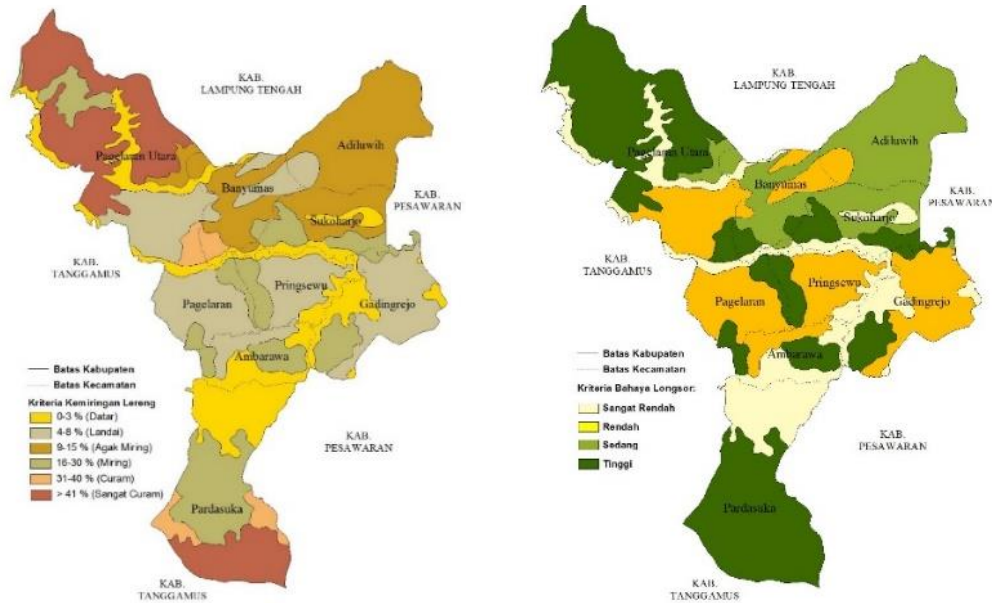 KAB.
LAMPUNG TENGAH
Adiluwih
Pagelaran Utara
Banyumas
KAB.
PESAWARAN
Sukoharjo
KAB.
TANGGAMUS
Pringsewu
Pagelaran
Gadingrejo
Ambarawa
Batas Kabupaten
Batas Kecamatan
Kriteria Kemiringan Lereng
0-3 % (Datar)
4-8 % (Landai)
9-15 % (Agak Miring)
16-30 % (Miring)
31-40 % (Curam)
> 41 % (Sangat Curam)
KAB.
PESAWARAN
Pardasuka
KAB.
TANGGAMUS
KAB.
LAMPUNG TENGAH
Adiluwih
Pagelaran Utara
Banyumas
KAB.
PESAWARAN
Sukoharjo
KAB.
TANGGAMUS
Pringsewu
Pagelaran
Gadingrejo
Ambarawa
Batas Kabupaten
Batas Kecamatan
Kriteria Bahaya Longsor:
Sangat Rendah
Rendah
Sedang
Tinggi
KAB.
PESAWARAN
Pardasuka
KAB.
TANGGAMUS